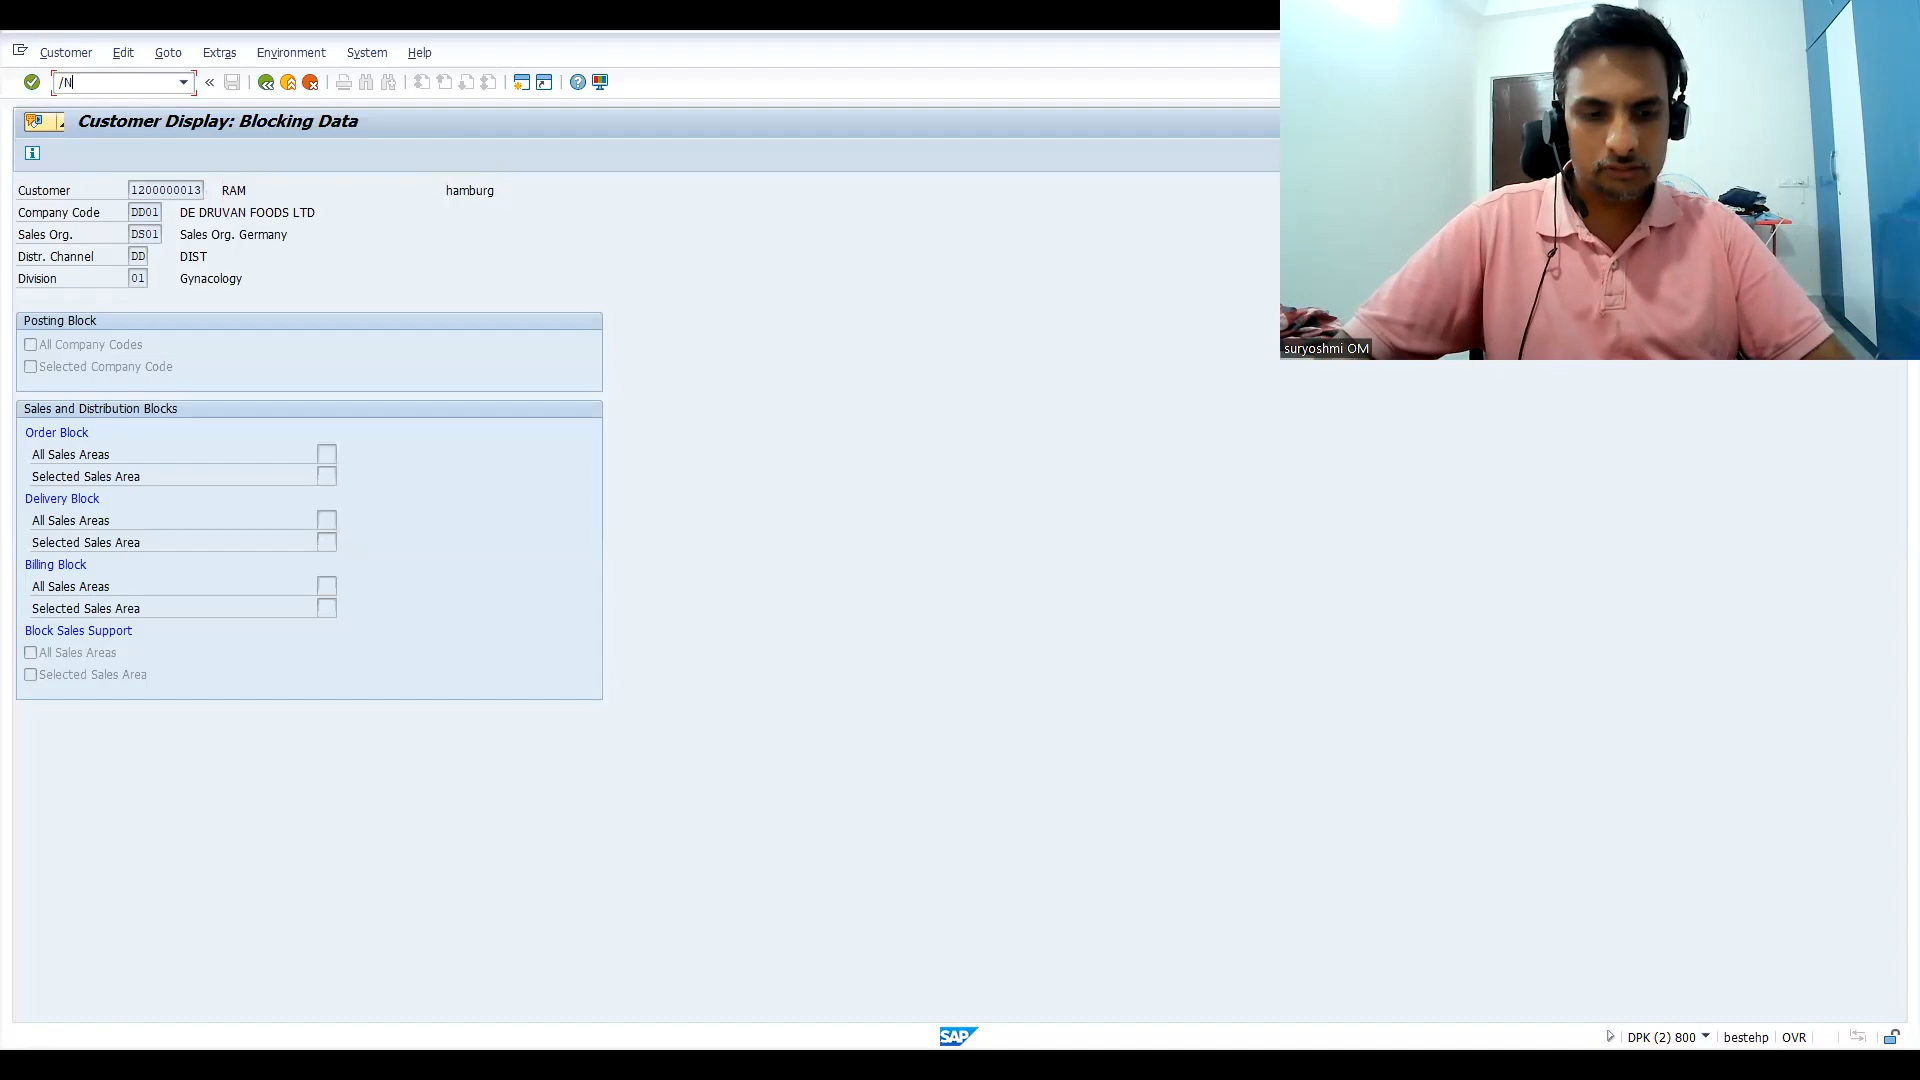 Customer Edit Goto Extras Environment System Help
/N
Customer Display: Blocking Data
Customer 1200000013 RAM hamburg
Company Code DD01 DE DRUVAN FOODS LTD
Sales Org. DS01 Sales Org. Germany
Distr. Channel DD DIST
Division 01 Gynacology
Posting Block
All Company Codes
Selected Company Code
Sales and Distribution Blocks
Order Block
All Sales Areas
Selected Sales Area
Delivery Block
All Sales Areas
Selected Sales Area
Billing Block
All Sales Areas
Selected Sales Area
Block Sales Support
All Sales Areas
Selected Sales Area
suryoshmi OM
SAP
DPK (2) 800 bestehp OVR